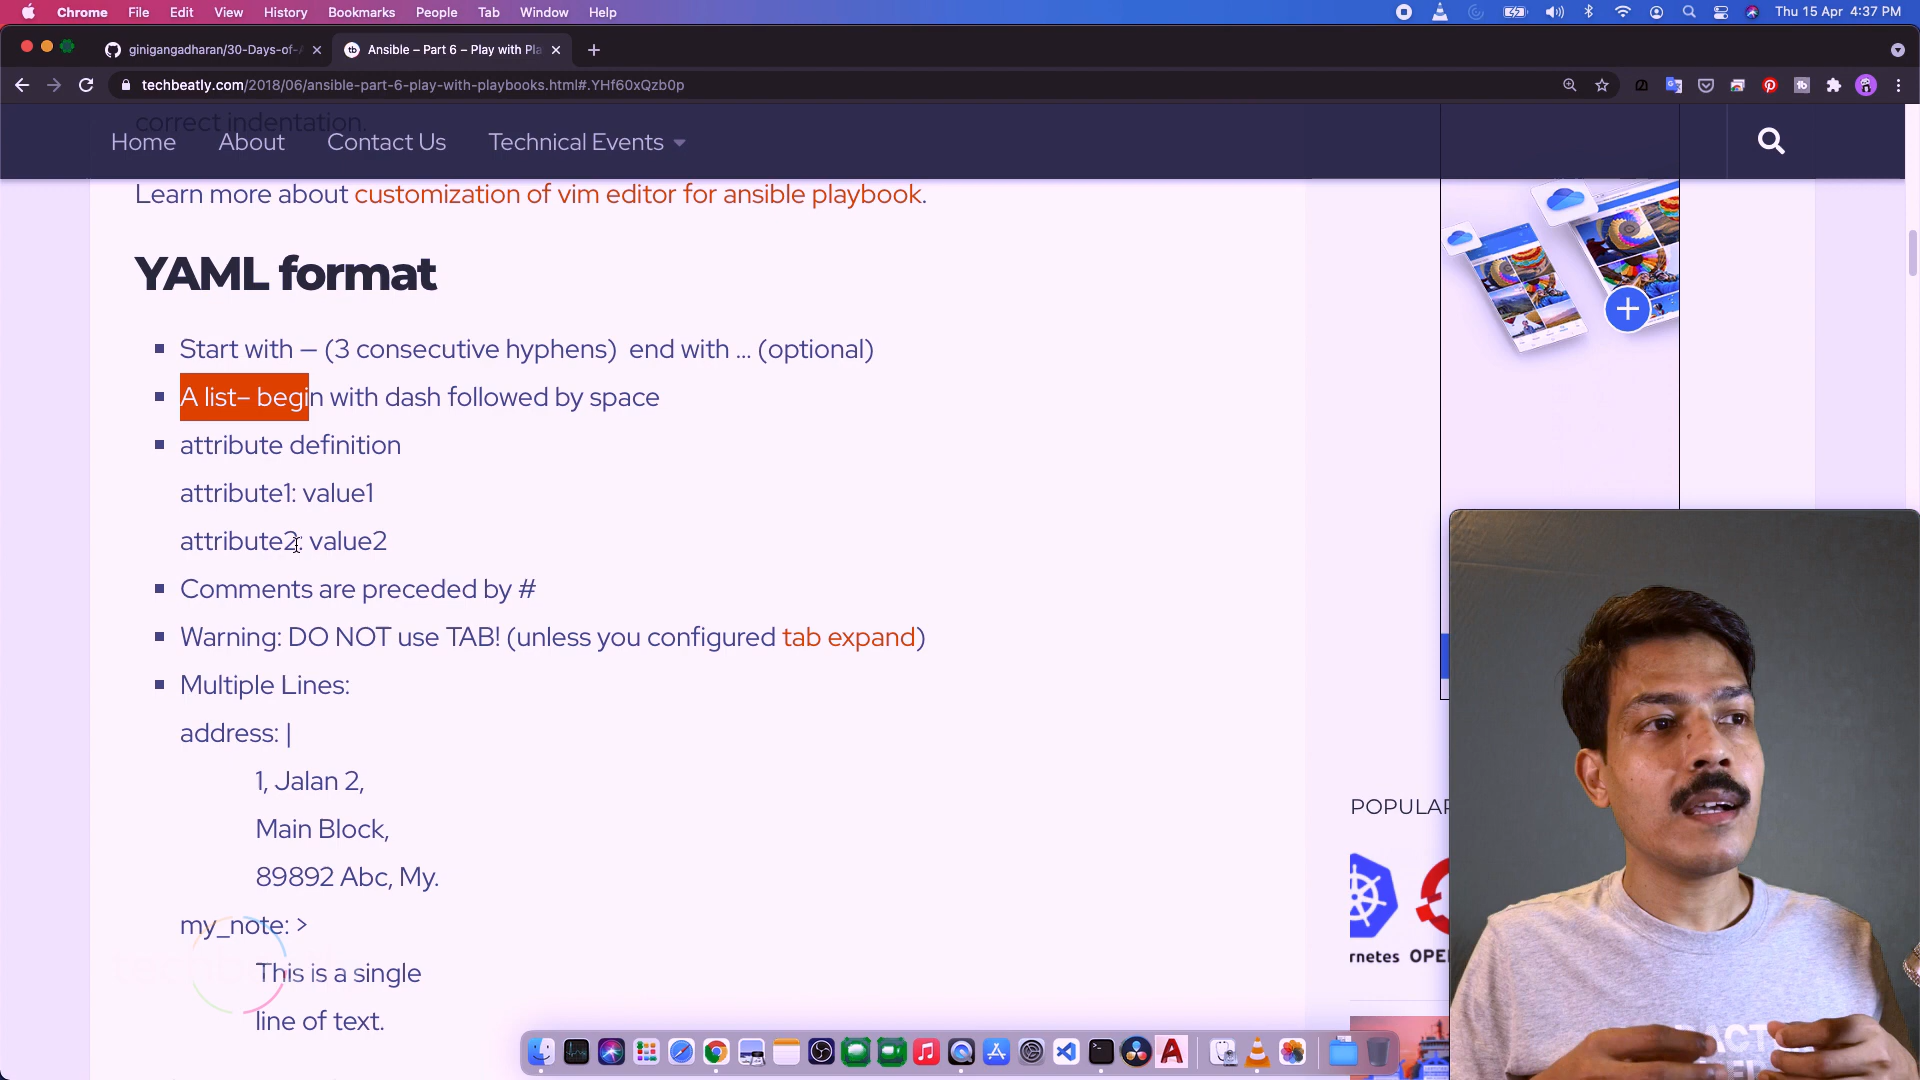 Chrome File Edit View History Bookmarks People Tab Window Help Thu 15 Apr 4:37 PM
ginigangadharan/30-Days-of-A
Ansible – Part 6 – Play with Pla
techbeatly.com/2018/06/ansible-part-6-play-with-playbooks.html#.YHf60xQzb0p
correct indentation.
Home About Contact Us Technical Events
Learn more about customization of vim editor for ansible playbook.
YAML format
Start with — (3 consecutive hyphens)  end with … (optional)
A list– begin with dash followed by space
attribute definition
attribute1: value1
attribute2: value2
Comments are preceded by #
Warning: DO NOT use TAB! (unless you configured tab expand)
Multiple Lines:
address: |
1, Jalan 2,
Main Block,
89892 Abc, My.
my_note: >
This is a single
line of text.
POPULAR
rnetes OPE